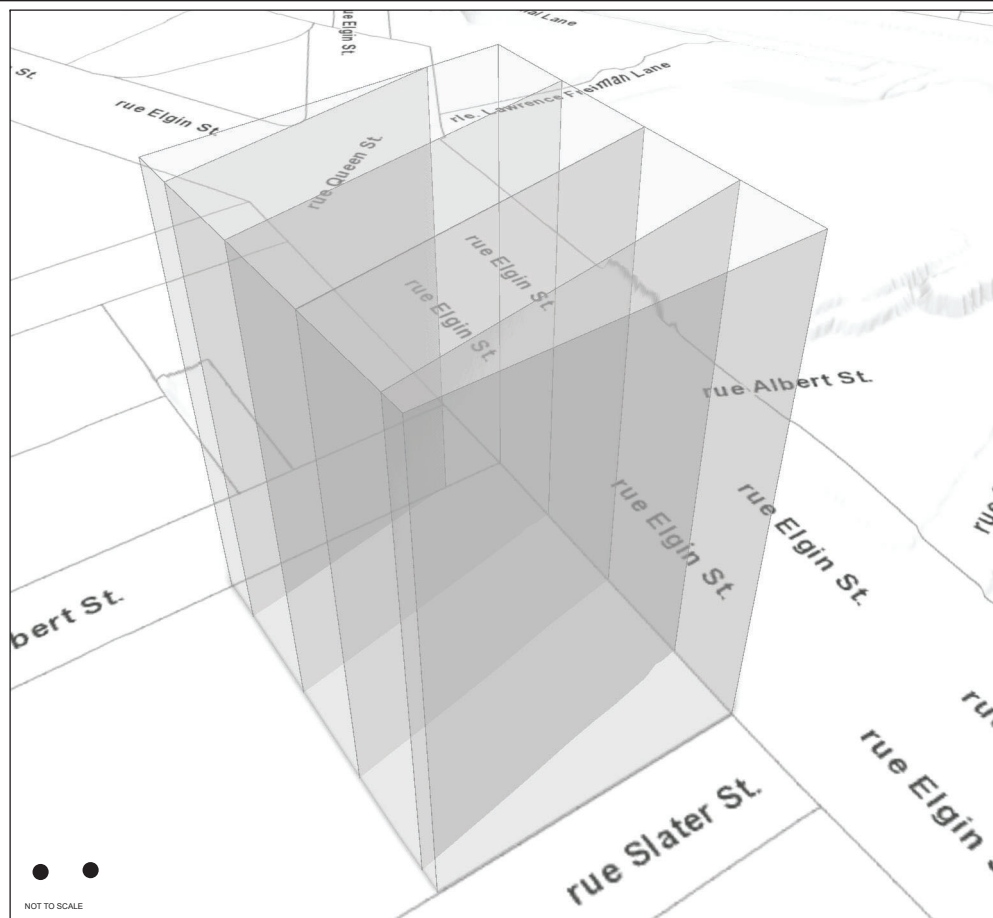 rue Elgin St.
St.
rue Elgin St.
rle. Lawrence Freiman Lane
rue Queen St.
rue Elgin St.
rue Elgin St.
rue Albert St.
rue Elgin St.
rue Elgin St.
bert St.
rue Elgin
rue Slater St.
NOT TO SCALE